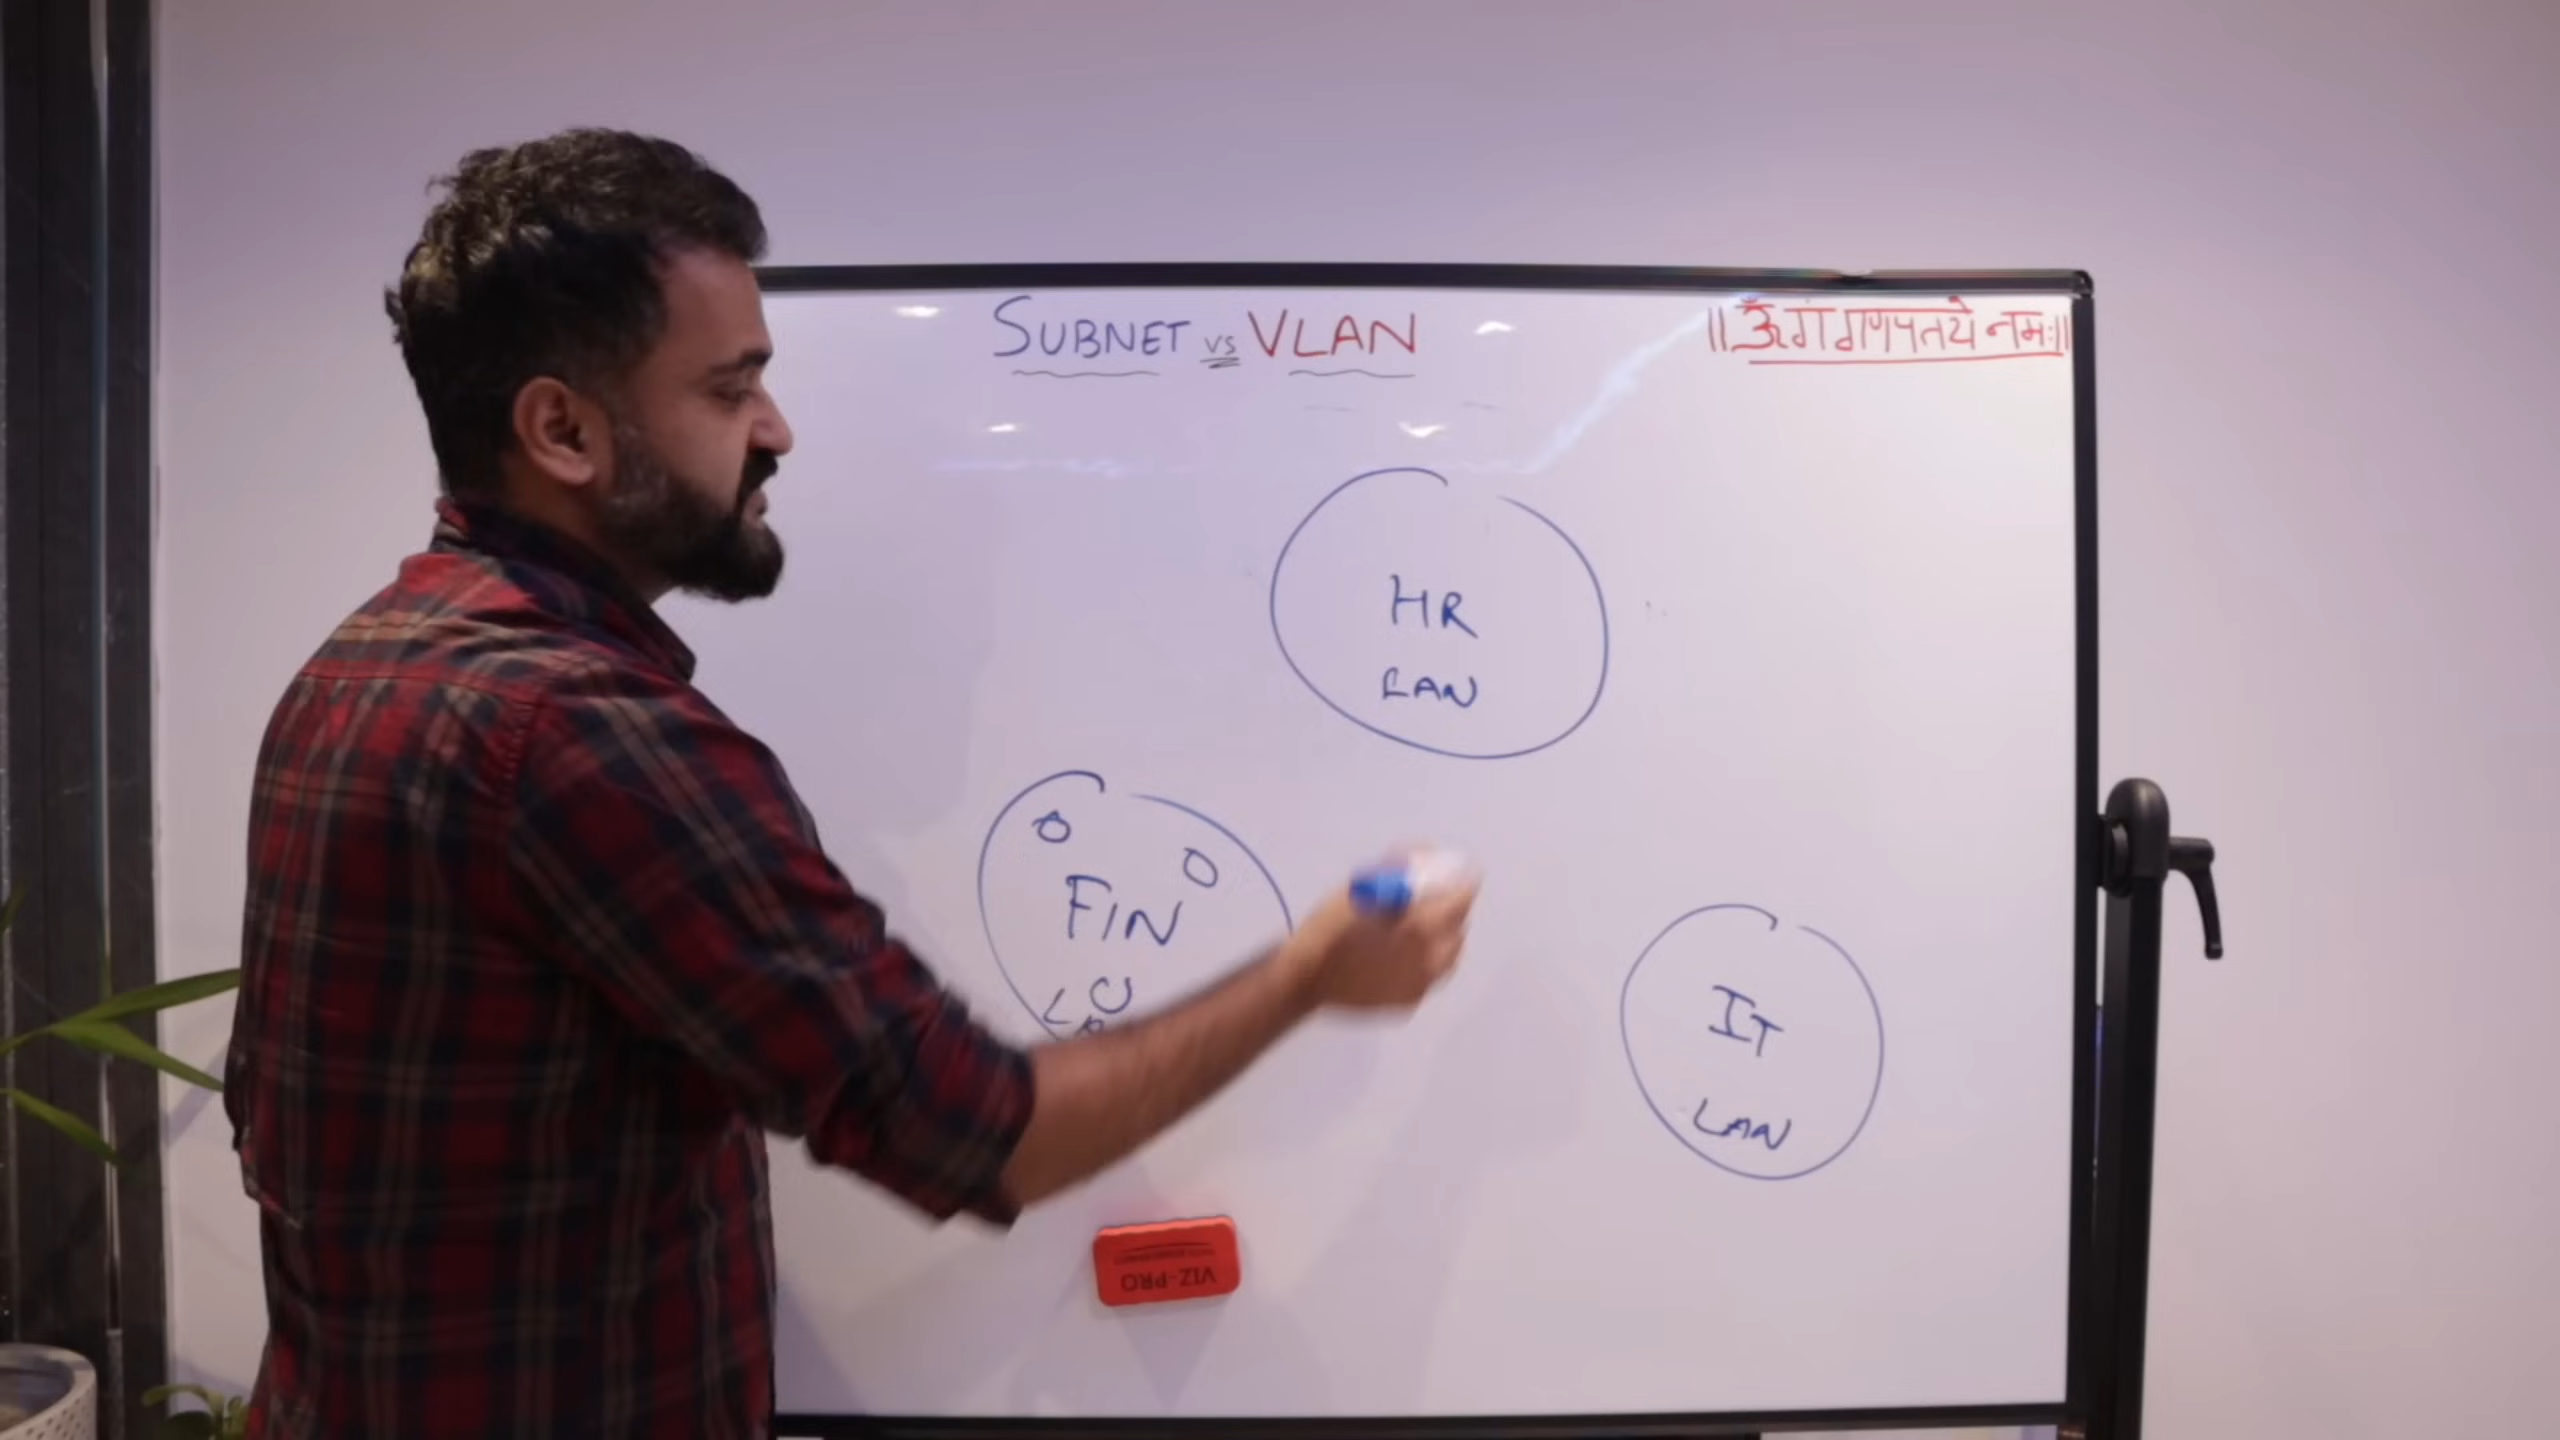 SUBNET vs VLAN
॥ ॐ गं गणपतये नमः॥
HR
LAN
FIN
IT
LAN
VIZ-PRO